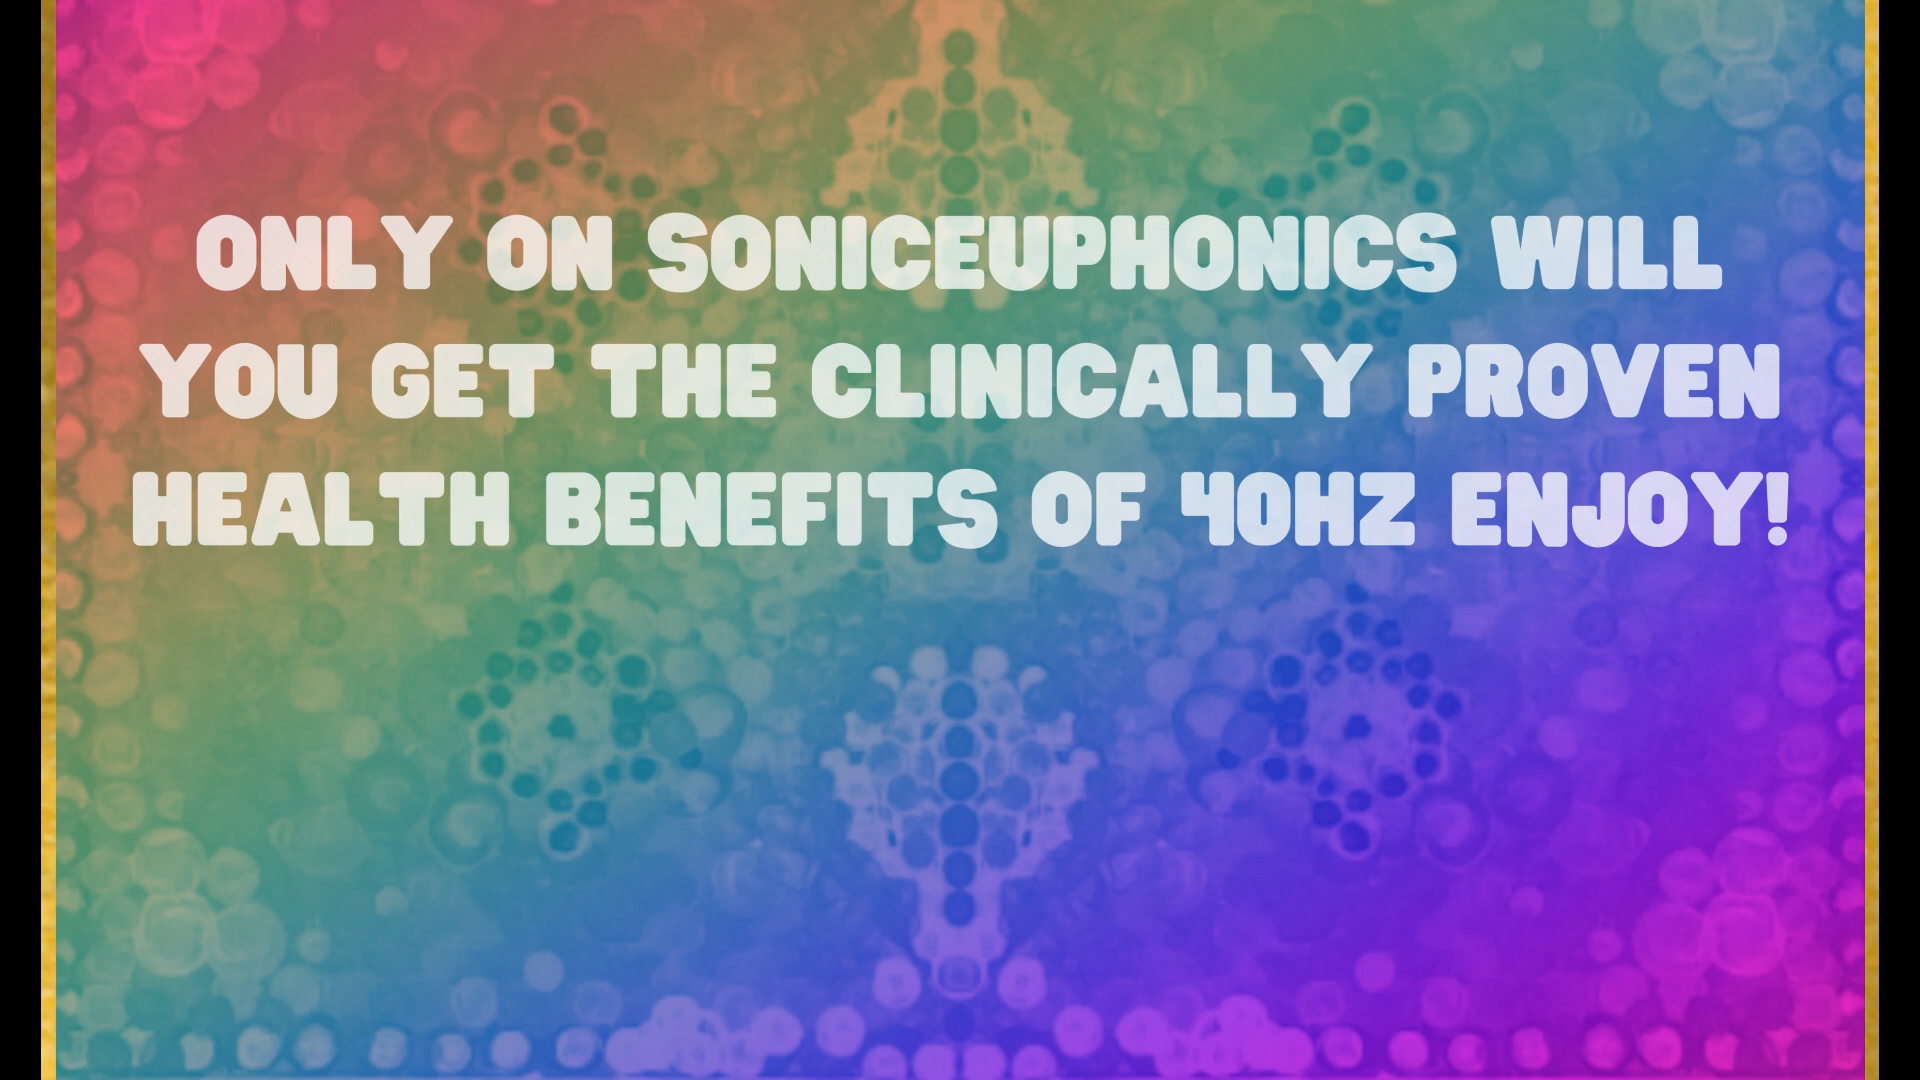 ONLY ON SONICEUPHONICS WILL
YOU GET THE CLINICALLY PROVEN
HEALTH BENEFITS OF 40HZ ENJOY!